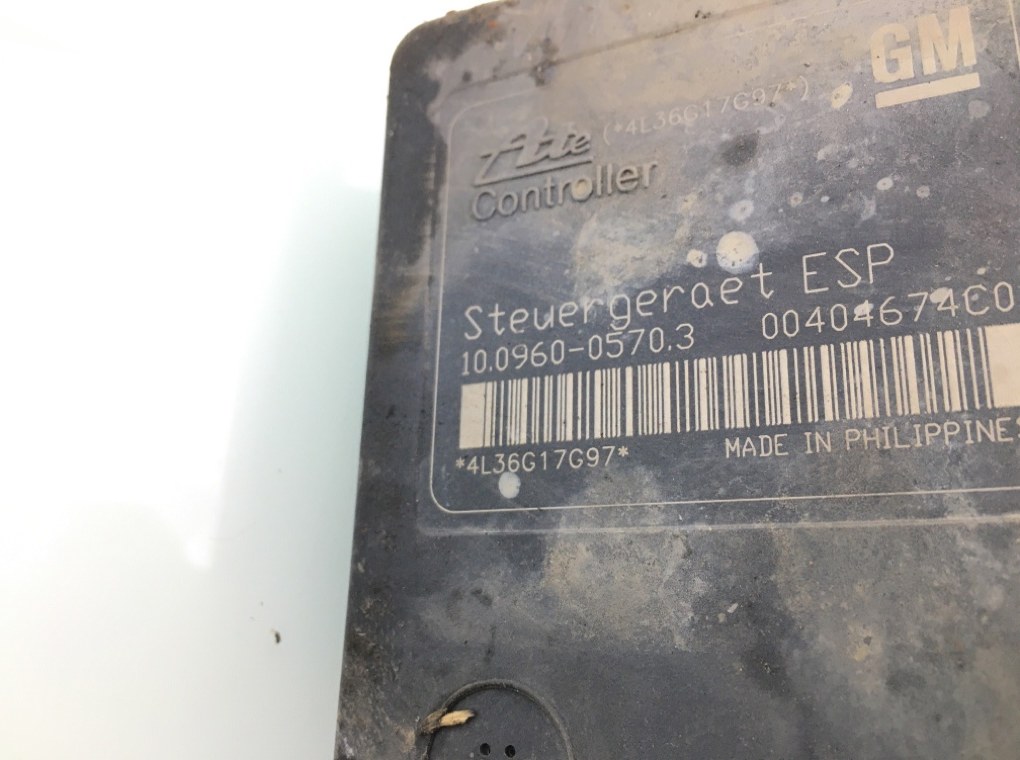 GM
(*4L36G17G97*)
Ate
Controller
Steuergeraet ESP
10.0960-0570.3 00404674C0
*4L36G17G97* MADE IN PHILIPPINES